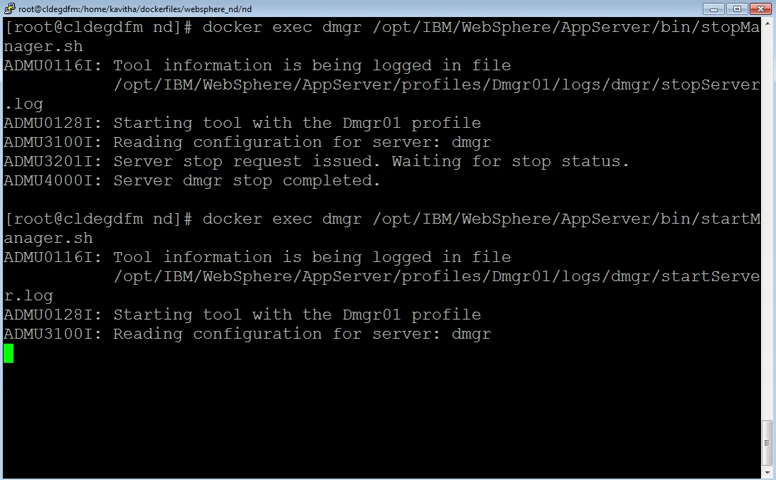 root@cldegdfm:/home/kavitha/dockerfiles/websphere_nd/nd
[root@cldegdfm nd]# docker exec dmgr /opt/IBM/WebSphere/AppServer/bin/stopMa
nager.sh
ADMU0116I: Tool information is being logged in file
/opt/IBM/WebSphere/AppServer/profiles/Dmgr01/logs/dmgr/stopServer
.log
ADMU0128I: Starting tool with the Dmgr01 profile
ADMU3100I: Reading configuration for server: dmgr
ADMU3201I: Server stop request issued. Waiting for stop status.
ADMU4000I: Server dmgr stop completed.
[root@cldegdfm nd]# docker exec dmgr /opt/IBM/WebSphere/AppServer/bin/startM
anager.sh
ADMU0116I: Tool information is being logged in file
/opt/IBM/WebSphere/AppServer/profiles/Dmgr01/logs/dmgr/startServe
r.log
ADMU0128I: Starting tool with the Dmgr01 profile
ADMU3100I: Reading configuration for server: dmgr